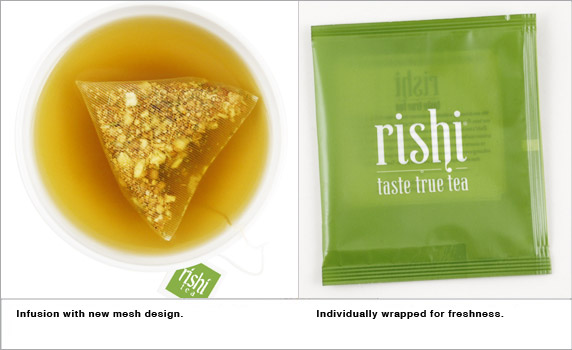 rishi
tea
rishi
taste true tea
Infusion with new mesh design.
Individually wrapped for freshness.